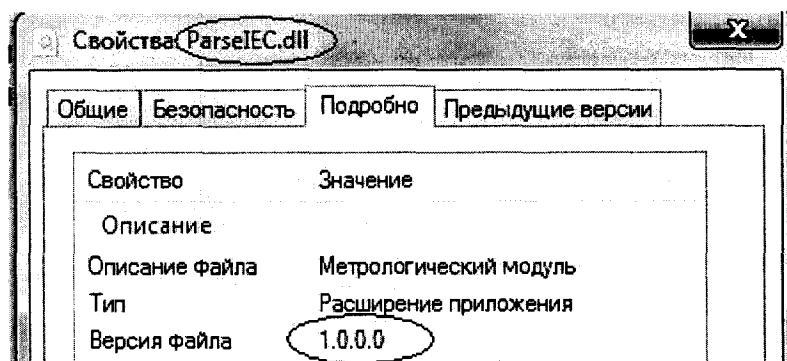 Свойства: ParseIEC.dll
Общие Безопасность Подробно Предыдущие версии
Свойство Значение
Описание
Описание файла Метрологический модуль
Тип Расширение приложения
Версия файла 1.0.0.0